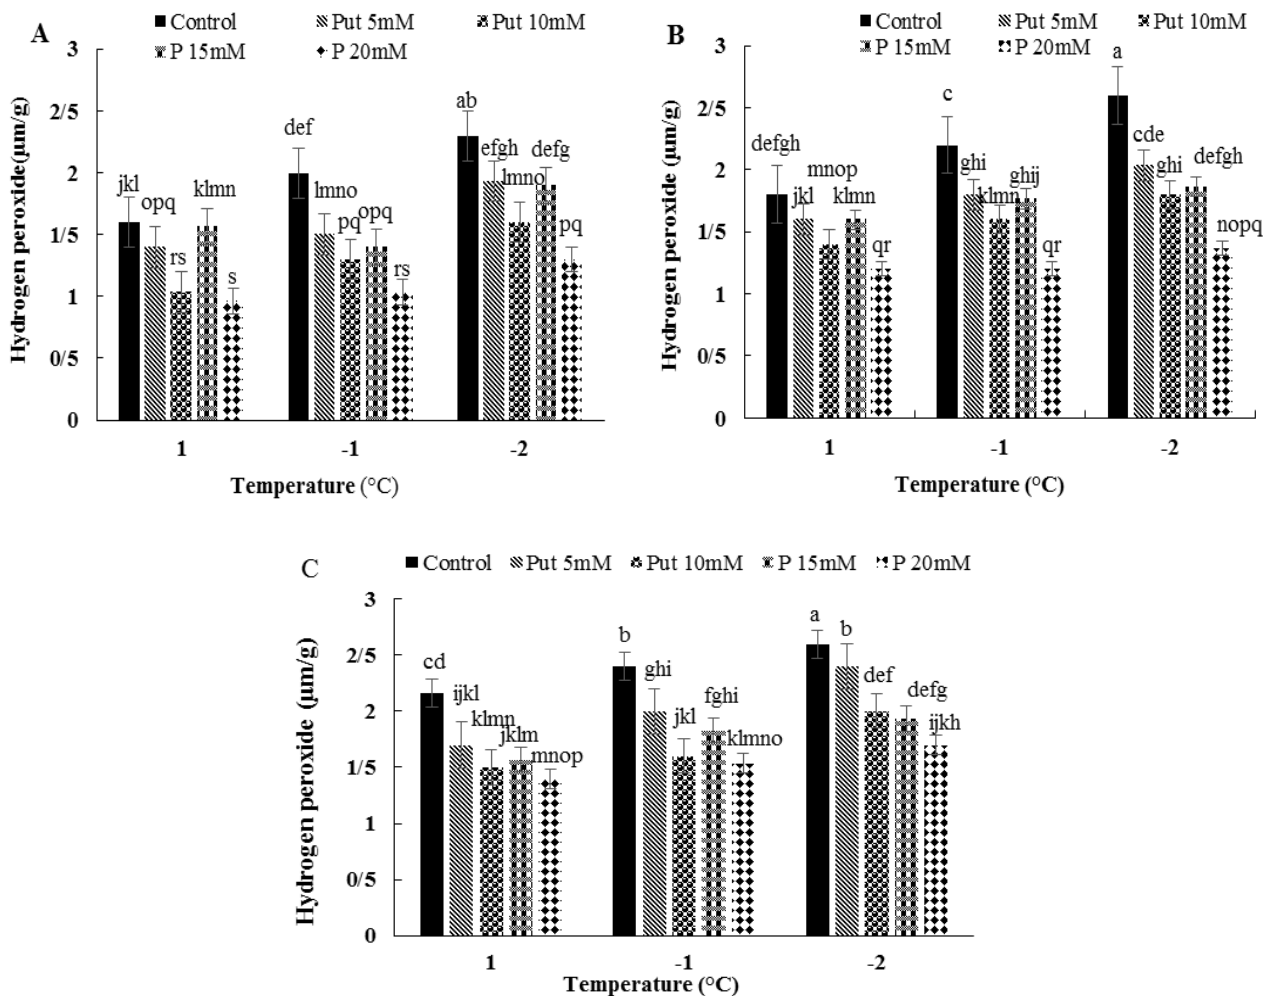 A
Control Put 5mM Put 10mM
P 15mM P 20mM
Hydrogen peroxide(µm/g)
3
2/5
2
1/5
1
0/5
0
jkl opq rs klmn s
def lmno pq opq rs
ab efgh lmno defg pq
1 -1 -2
Temperature (°C)
B
Control Put 5mM Put 10mM
P 15mM P 20mM
Hydrogen peroxide (µm/g)
3
2/5
2
1/5
1
0/5
0
defgh jkl mnop klmn qr
c ghi klmn ghij qr
a cde ghi defgh nopq
1 -1 -2
Temperature (°C)
C
Control Put 5mM Put 10mM P 15mM P 20mM
Hydrogen peroxide (µm/g)
3
2/5
2
1/5
1
0/5
0
cd ijkl klmn jklm mnop
b ghi jkl fghi klmno
a b def defg ijkh
1 -1 -2
Temperature (°C)